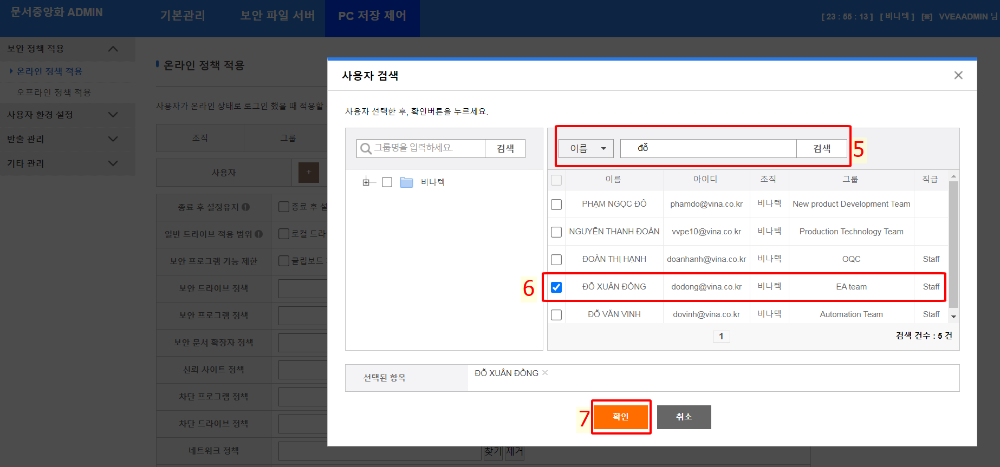 문서중앙화 ADMIN
기본관리
보안 파일 서버
PC 저장 제어
[ 23 : 55 : 13 ] [ 비나텍 ] [※] VVEAADMIN 님
보안 정책 적용
온라인 정책 적용
오프라인 정책 적용
사용자 환경 설정
반출 관리
기타 관리
온라인 정책 적용
사용자가 온라인 상태로 로그인 했을 때 적용할
조직
그룹
사용자
+
종료 후 설정유지
종료 후 설
일반 드라이브 적용 범위
로컬 드라
보안 프로그램 기능 제한
클립보드
보안 드라이브 정책
보안 프로그램 정책
보안 문서 확장자 정책
신뢰 사이트 정책
차단 프로그램 정책
차단 드라이브 정책
네트워크 정책
찾기 제거
사용자 검색
사용자 선택한 후, 확인버튼을 누르세요.
그룹명을 입력하세요.
검색
비나텍
이름
đỗ
검색
5
이름 아이디 조직 그룹 직급
PHẠM NGỌC ĐÔ phamdo@vina.co.kr 비나텍 New product Development Team
NGUYỄN THANH ĐOÀN vvpe10@vina.co.kr 비나텍 Production Technology Team
ĐOÀN THỊ HẠNH doanhanh@vina.co.kr 비나텍 OQC Staff
6
ĐỖ XUÂN ĐỒNG dodong@vina.co.kr 비나텍 EA team Staff
ĐỖ VĂN VINH dovinh@vina.co.kr 비나텍 Automation Team Staff
1
검색 건수 : 5 건
선택된 항목
ĐỖ XUÂN ĐỒNG
7
확인
취소